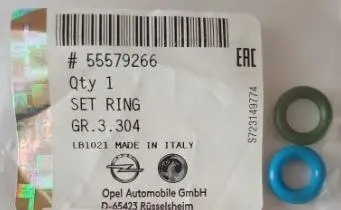 # 55579266
EAC
Qty 1
SET RING
GR.3.304
LB1021 MADE IN ITALY
S723149774
Opel Automobile GmbH
D-65423 Rüsselsheim